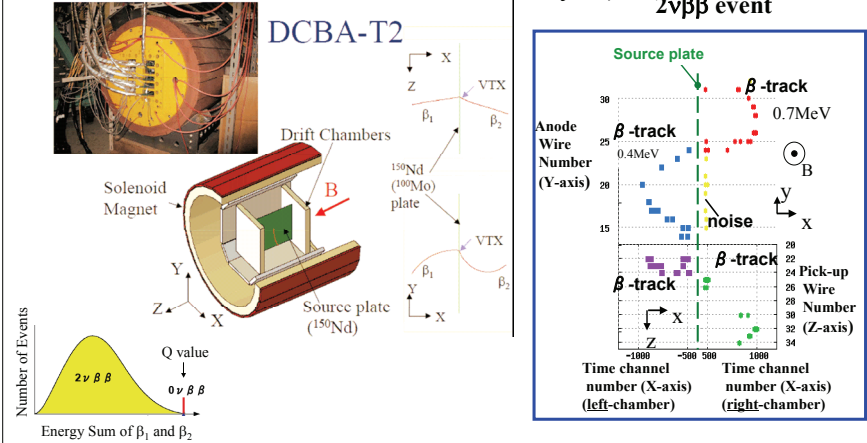 DCBA-T2
X
Z
VTX
β1
β2
Drift Chambers
150Nd
(100Mo)
plate
Solenoid
Magnet
B
VTX
β1
β2
Y
X
Y
Z
X
Source plate
(150Nd)
Number of Events
Q value
2νββ
0νββ
Energy Sum of β1 and β2
2νββ event
Source plate
β-track
0.7MeV
30
Anode
Wire
Number
(Y-axis)
β-track
0.4MeV
25
20
15
B
y
x
noise
β-track
β-track
x
z
20
22
24
26
28
30
32
34
Pick-up
Wire
Number
(Z-axis)
-1000
-500
500
1000
Time channel
number (X-axis)
(left-chamber)
Time channel
number (X-axis)
(right-chamber)